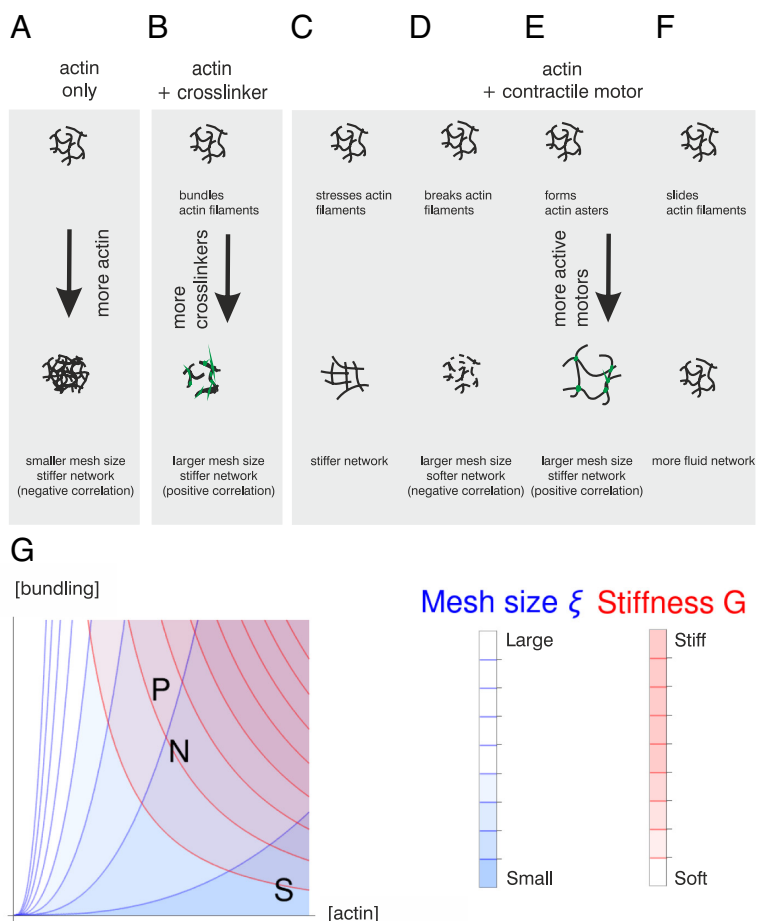 A B C D E F
actin
only
actin
+ crosslinker
actin
+ contractile motor
bundles
actin filaments
stresses actin
filaments
breaks actin
filaments
forms
actin asters
slides
actin filaments
more actin
more
crosslinkers
more active
motors
smaller mesh size
stiffer network
(negative correlation)
larger mesh size
stiffer network
(positive correlation)
stiffer network
larger mesh size
softer network
(negative correlation)
larger mesh size
stiffer network
(positive correlation)
more fluid network
G
[bundling]
P
N
S
[actin]
Mesh size ξ
Large
Small
Stiffness G
Stiff
Soft